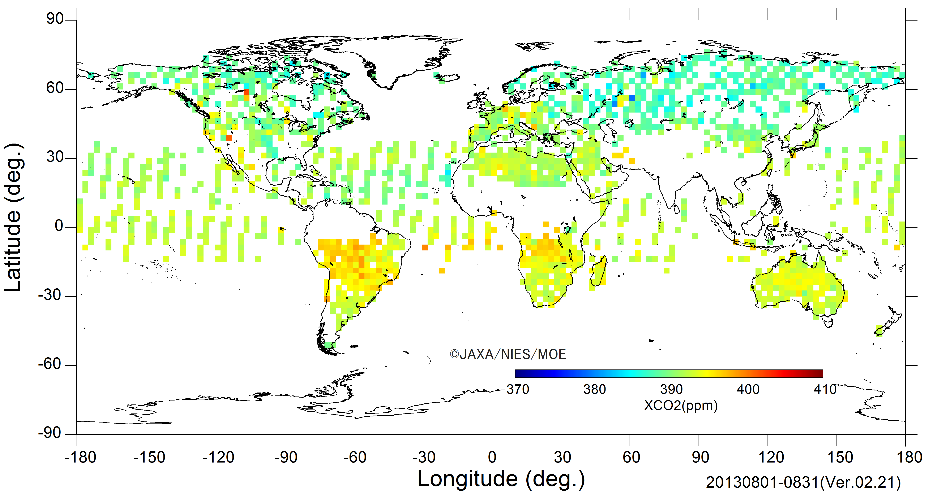 90
60
30
0
-30
-60
-90
Latitude (deg.)
©JAXA/NIES/MOE
370 380 390 400 410
XCO2(ppm)
-180 -150 -120 -90 -60 -30 0 30 60 90 120 150 180
Longitude (deg.)
20130801-0831(Ver.02.21)